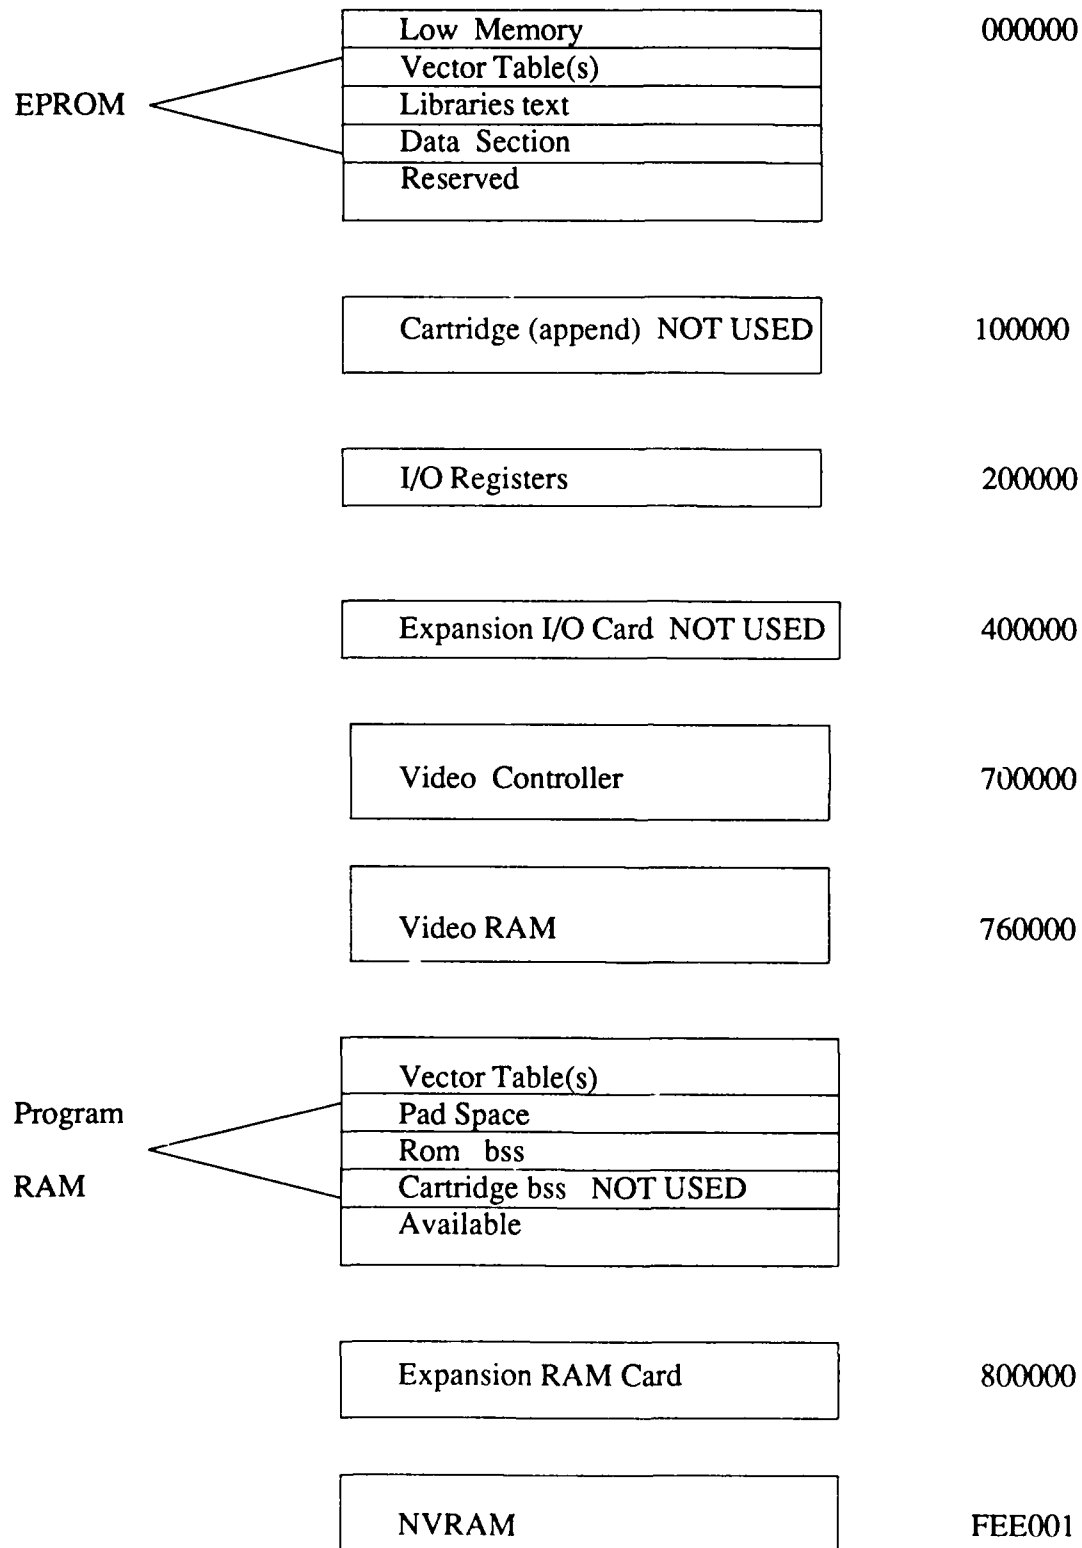 Low Memory 000000
Vector Table(s)
EPROM Libraries text
Data Section
Reserved
Cartridge (append) NOT USED 100000
I/O Registers 200000
Expansion I/O Card NOT USED 400000
Video Controller 700000
Video RAM 760000
Vector Table(s)
Program Pad Space
Rom bss
RAM Cartridge bss NOT USED
Available
Expansion RAM Card 800000
NVRAM FEE001